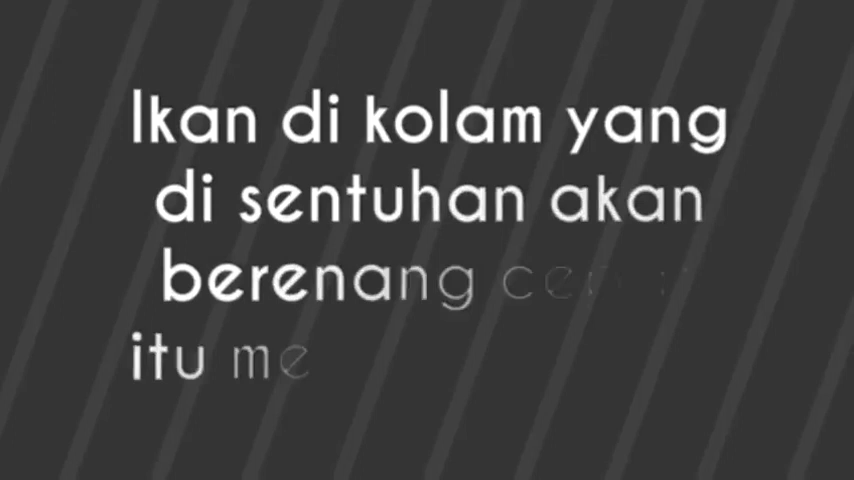 Ikan di kolam yang
di sentuhan akan
berenang
itu me